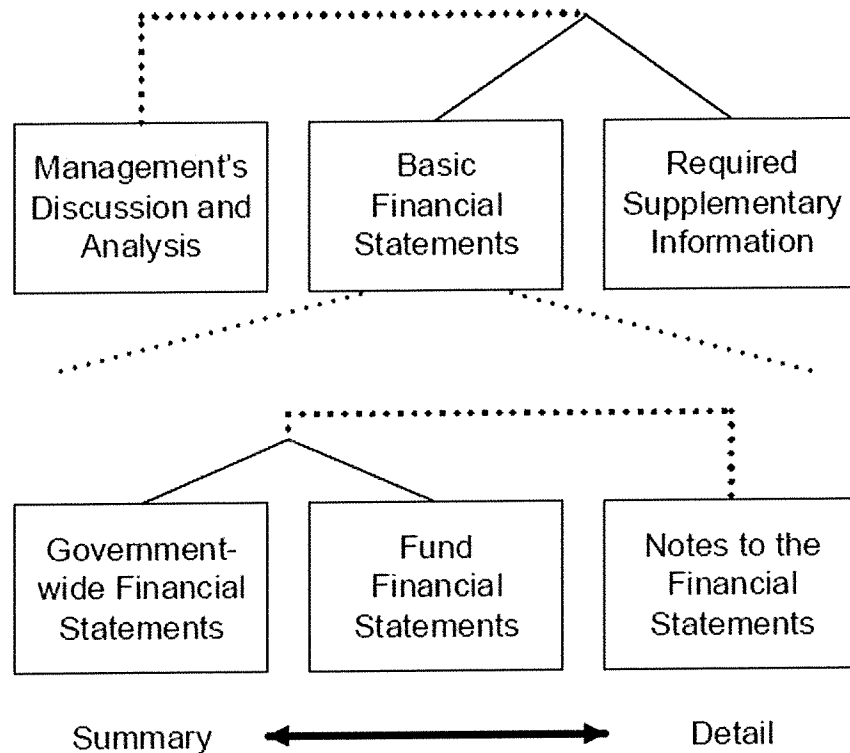 Management's
Discussion and
Analysis
Basic
Financial
Statements
Required
Supplementary
Information
Government-
wide Financial
Statements
Fund
Financial
Statements
Notes to the
Financial
Statements
Summary
Detail